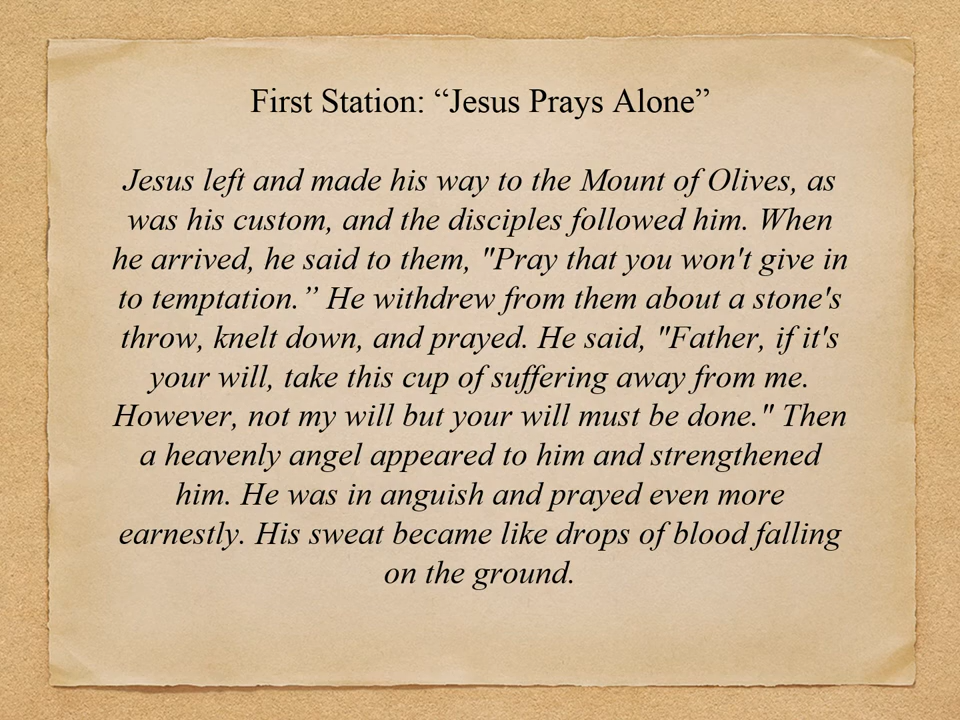 First Station: “Jesus Prays Alone”
Jesus left and made his way to the Mount of Olives, as
was his custom, and the disciples followed him. When
he arrived, he said to them, "Pray that you won't give in
to temptation.” He withdrew from them about a stone's
throw, knelt down, and prayed. He said, "Father, if it's
your will, take this cup of suffering away from me.
However, not my will but your will must be done." Then
a heavenly angel appeared to him and strengthened
him. He was in anguish and prayed even more
earnestly. His sweat became like drops of blood falling
on the ground.